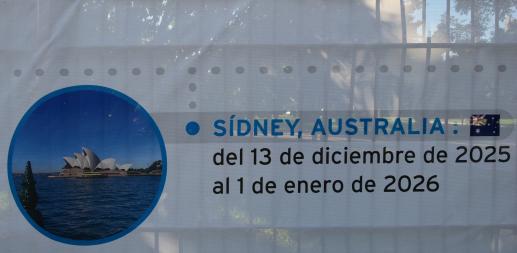 SÍDNEY, AUSTRALIA :
del 13 de diciembre de 2025
al 1 de enero de 2026